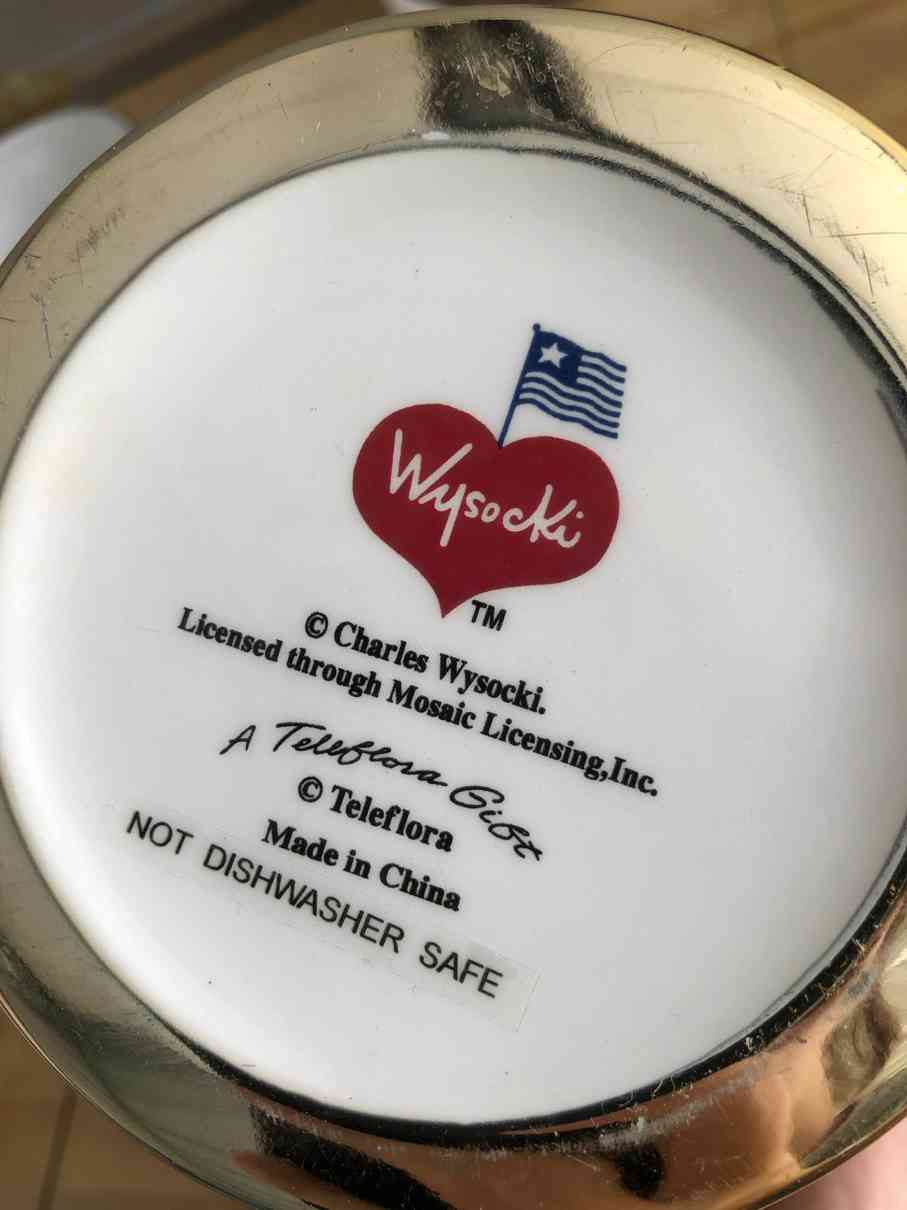 Wysocki
TM
© Charles Wysocki.
Licensed through Mosaic Licensing,Inc.
A Teleflora Gift
© Teleflora
Made in China
NOT DISHWASHER SAFE